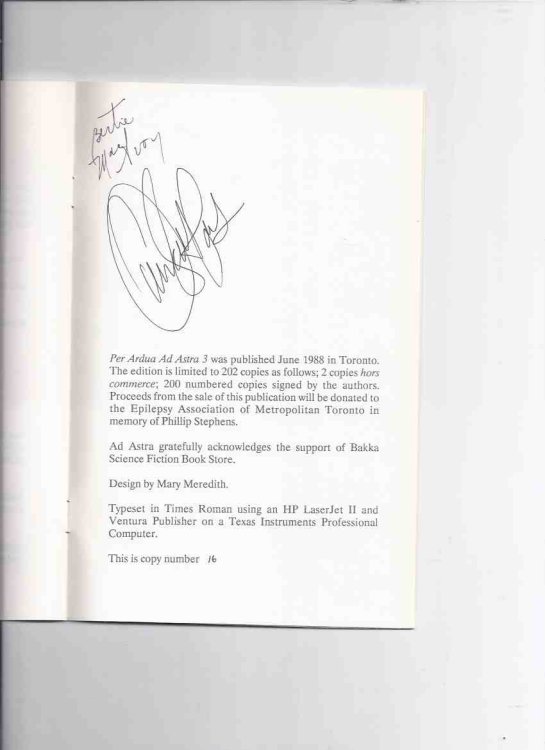 Bertie
MacAvoy
Per Ardua Ad Astra 3 was published June 1988 in Toronto.
The edition is limited to 202 copies as follows; 2 copies hors
commerce; 200 numbered copies signed by the authors.
Proceeds from the sale of this publication will be donated to
the Epilepsy Association of Metropolitan Toronto in
memory of Phillip Stephens.
Ad Astra gratefully acknowledges the support of Bakka
Science Fiction Book Store.
Design by Mary Meredith.
Typeset in Times Roman using an HP LaserJet II and
Ventura Publisher on a Texas Instruments Professional
Computer.
This is copy number 16